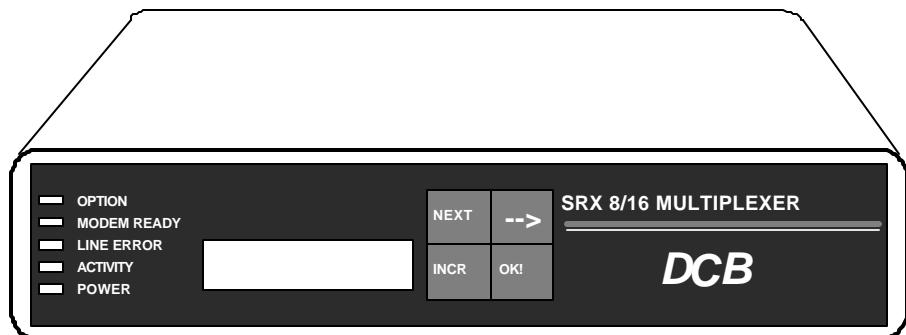 OPTION
MODEM READY
LINE ERROR
ACTIVITY
POWER
NEXT
-->
INCR
OK!
SRX 8/16 MULTIPLEXER
DCB